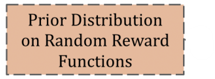 Prior Distribution
on Random Reward
Functions